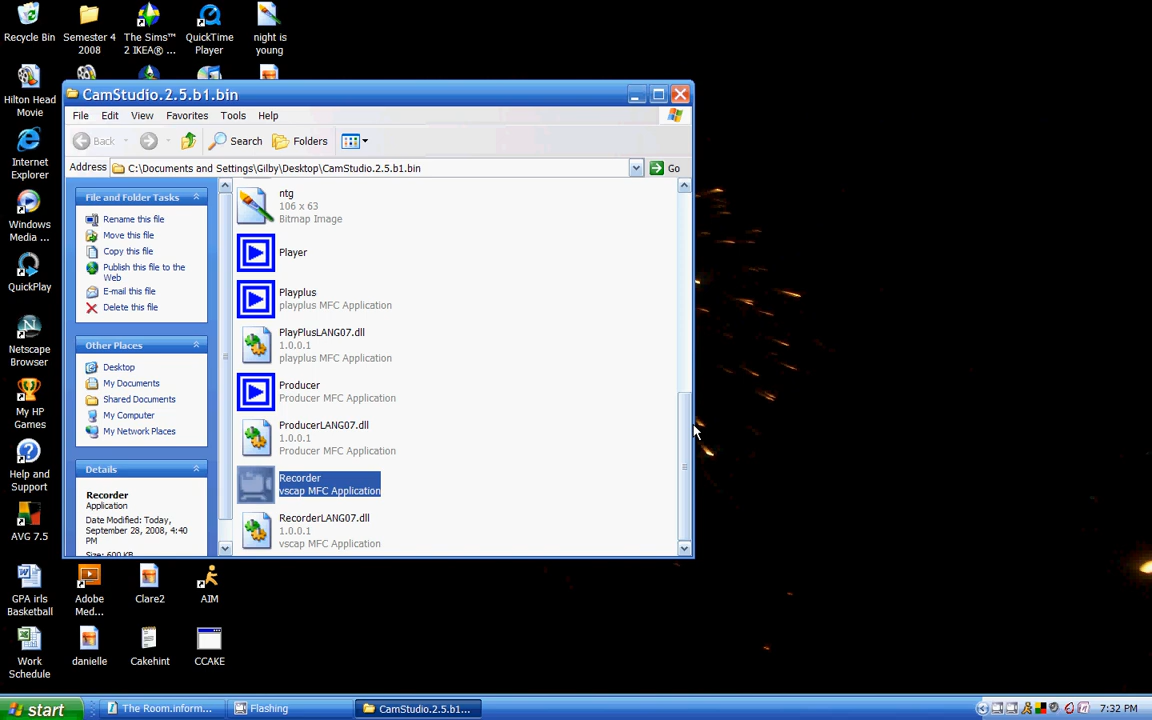 Recycle Bin
Semester 4
2008
The Sims™
2 IKEA® ...
QuickTime
Player
night is
young
Hilton Head
Movie
Internet
Explorer
Windows
Media ...
QuickPlay
Netscape
Browser
My HP
Games
Help and
Support
AVG 7.5
GPA irls
Basketball
Adobe
Med...
Clare2
AIM
Work
Schedule
danielle
Cakehint
CCAKE
CamStudio.2.5.b1.bin
File Edit View Favorites Tools Help
Back Search Folders
Address C:\Documents and Settings\Gilby\Desktop\CamStudio.2.5.b1.bin Go
File and Folder Tasks
Rename this file
Move this file
Copy this file
Publish this file to the
Web
E-mail this file
Delete this file
Other Places
Desktop
My Documents
Shared Documents
My Computer
My Network Places
Details
Recorder
Application
Date Modified: Today,
September 28, 2008, 4:40
PM
Size: 600 KB
ntg
106 x 63
Bitmap Image
Player
Playplus
playplus MFC Application
PlayPlusLANG07.dll
1.0.0.1
playplus MFC Application
Producer
Producer MFC Application
ProducerLANG07.dll
1.0.0.1
Producer MFC Application
Recorder
vscap MFC Application
RecorderLANG07.dll
1.0.0.1
vscap MFC Application
start
The Room.inform...
Flashing
CamStudio.2.5.b1...
7:32 PM